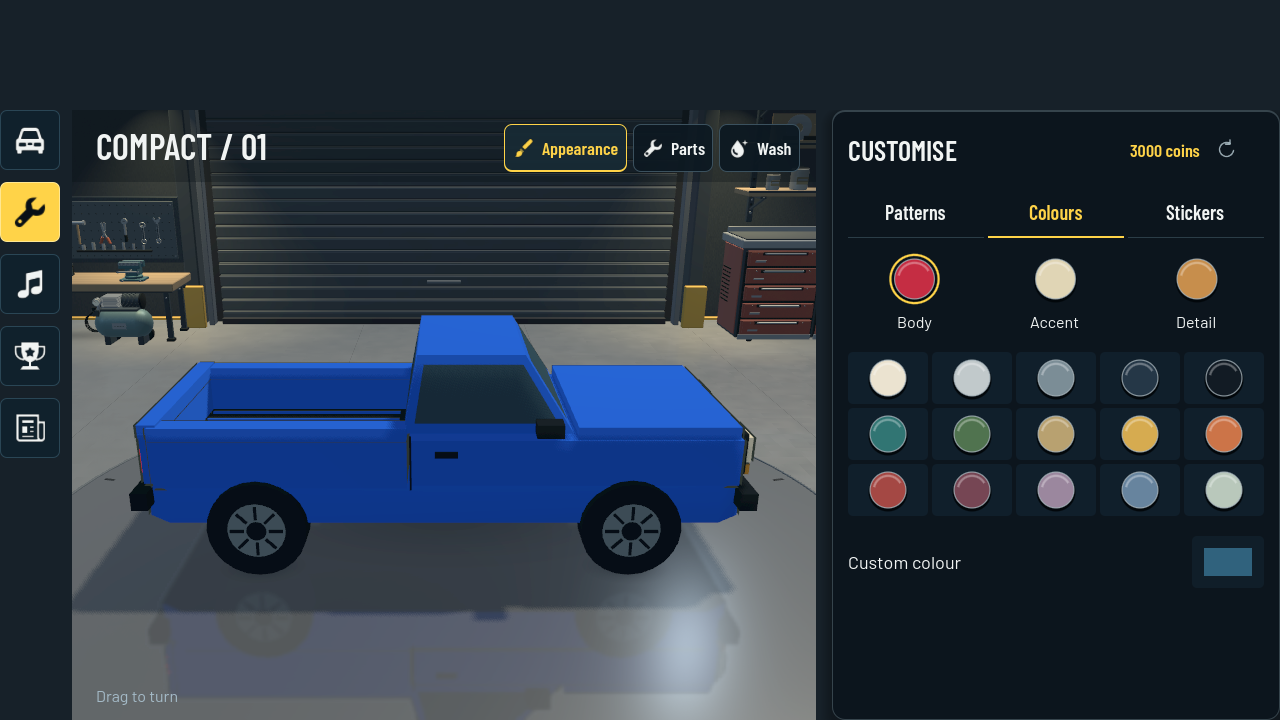 COMPACT / 01
Appearance
Parts
Wash
CUSTOMISE
3000 coins
Patterns
Colours
Stickers
Body
Accent
Detail
Custom colour
Drag to turn